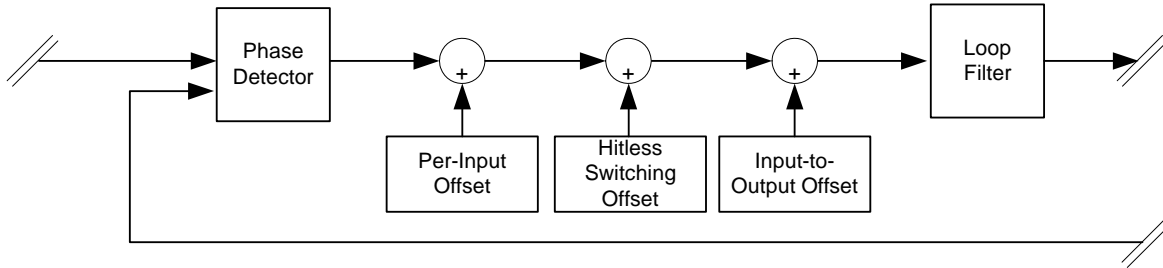 Phase
Detector
+
+
+
Loop
Filter
Per-Input
Offset
Hitless
Switching
Offset
Input-to-
Output Offset